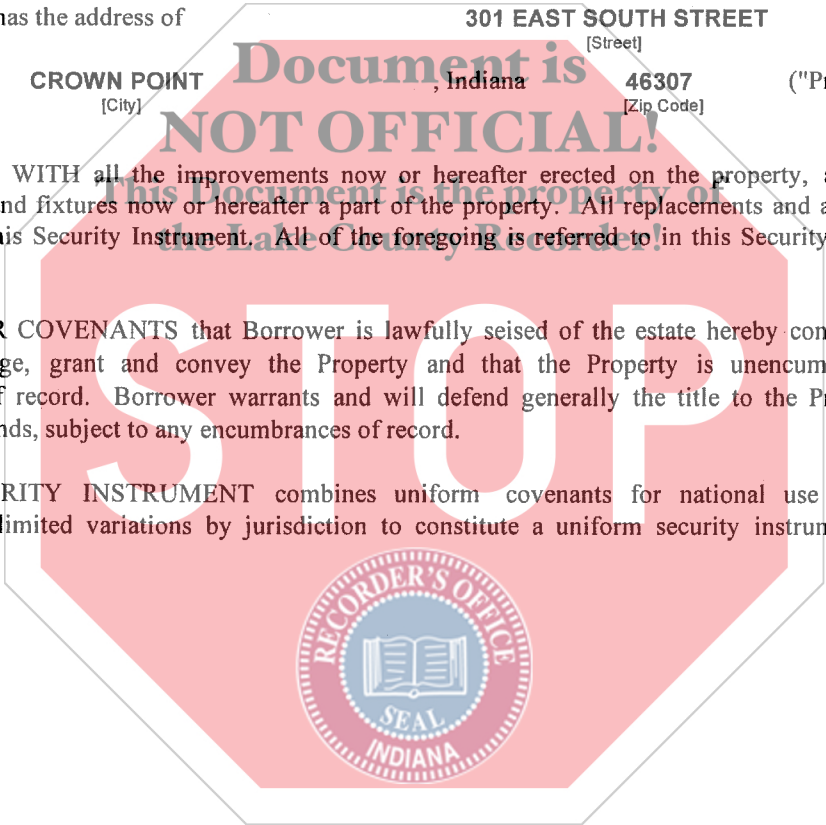 has the address of 301 EAST SOUTH STREET
[Street]
Document is
CROWN POINT , Indiana 46307 ("Pr
[City] [Zip Code]
NOT OFFICIAL!
WITH all the improvements now or hereafter erected on the property, a
This Document is the property of
nd fixtures now or hereafter a part of the property. All replacements and a
the Lake County Recorder!
is Security Instrument. All of the foregoing is referred to in this Security
R COVENANTS that Borrower is lawfully seised of the estate hereby con
ge, grant and convey the Property and that the Property is unencum
f record. Borrower warrants and will defend generally the title to the Pr
nds, subject to any encumbrances of record.
STOP
RITY INSTRUMENT combines uniform covenants for national use
limited variations by jurisdiction to constitute a uniform security instrum
RECORDER'S OFFICE
SEAL
INDIANA